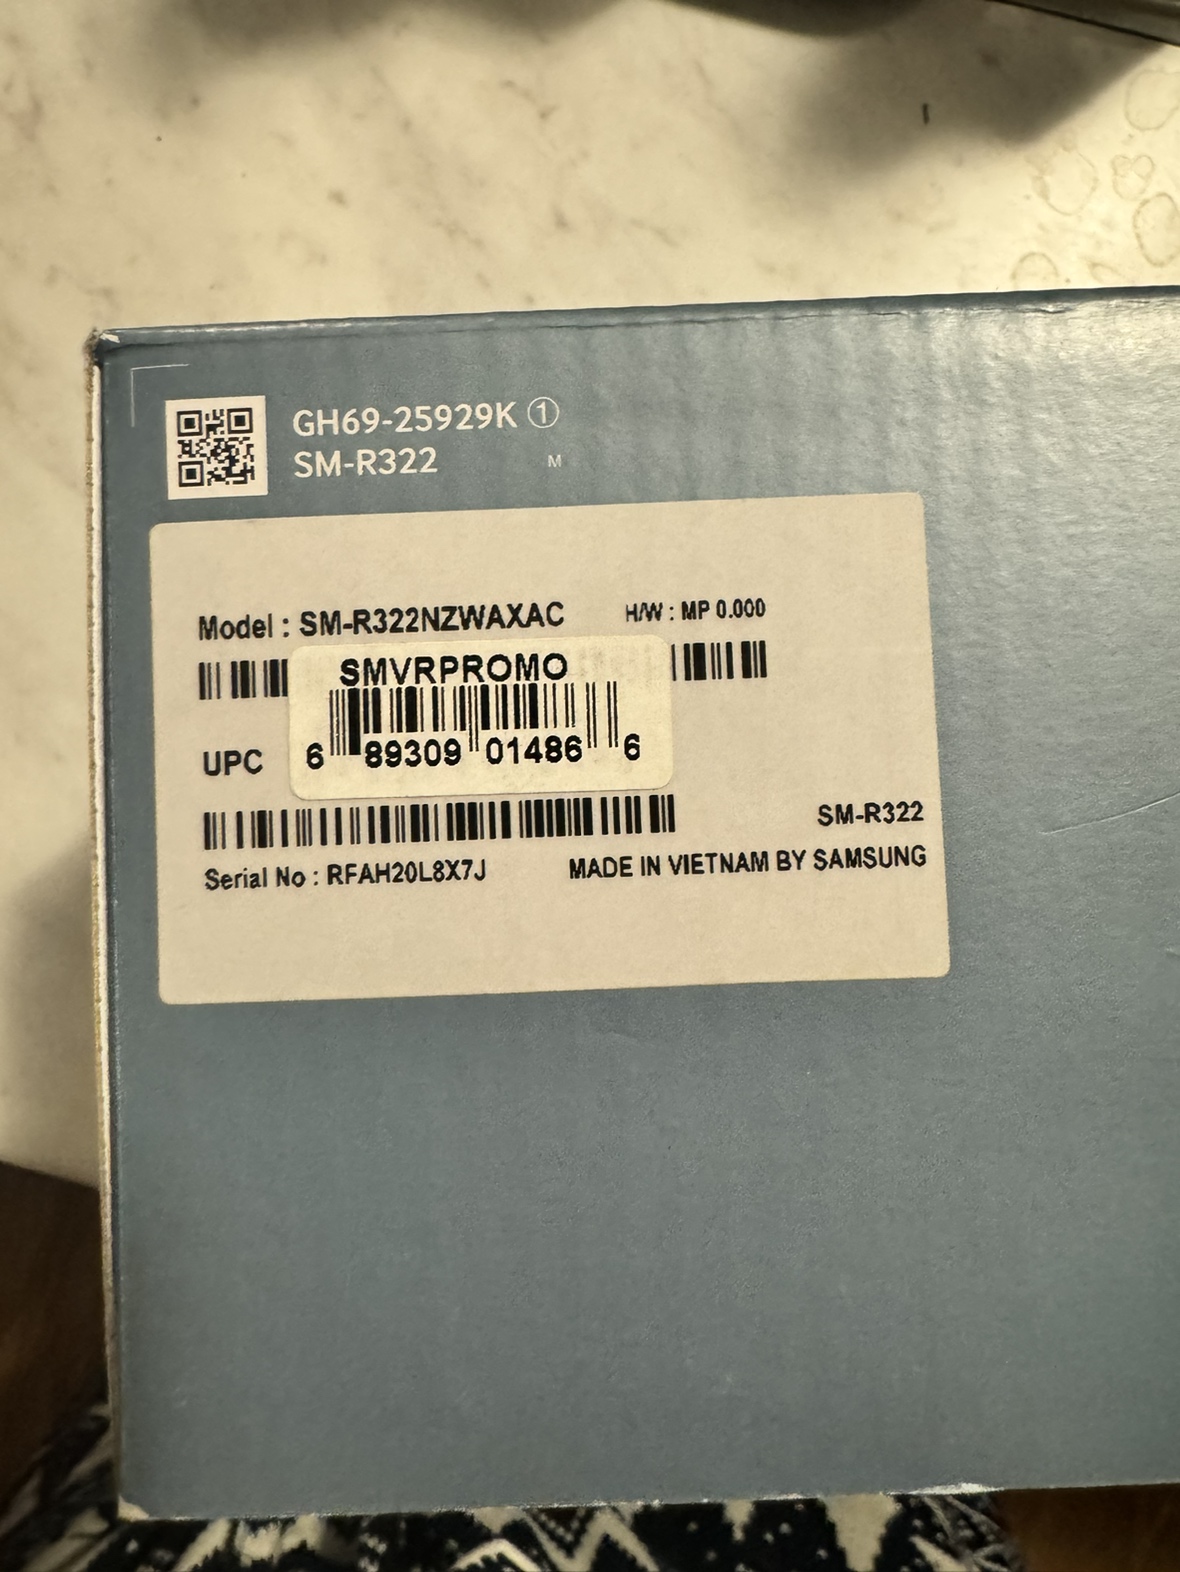 GH69-25929K ①
SM-R322 M
Model : SM-R322NZWAXAC H/W : MP 0.000
SMVRPROMO
UPC 6 89309 01486 6
SM-R322
Serial No : RFAH20L8X7J MADE IN VIETNAM BY SAMSUNG